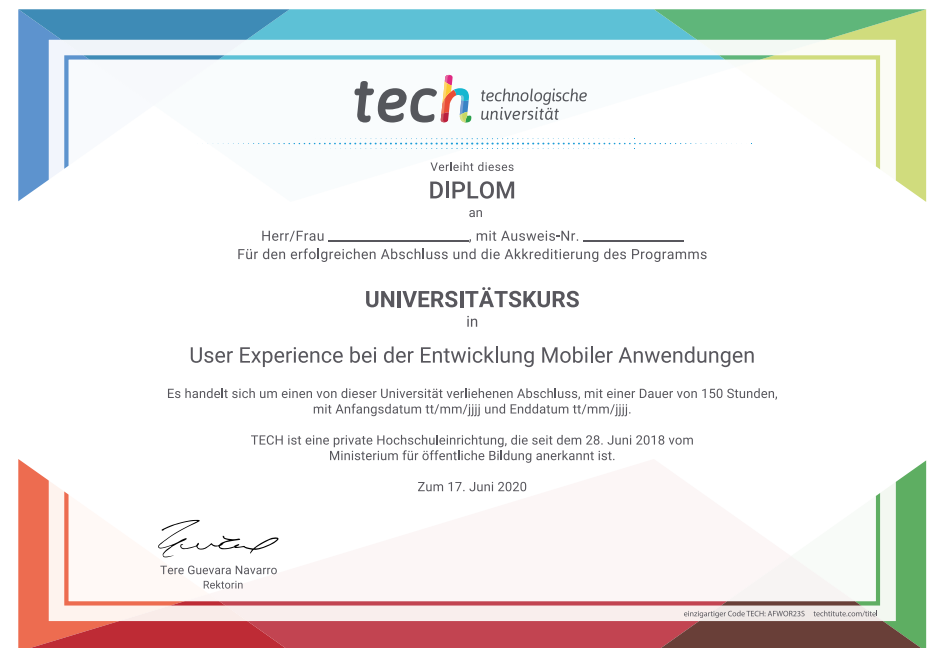 tech technologische
universität
Verleiht dieses
DIPLOM
an
Herr/Frau ____________, mit Ausweis-Nr. ____________
Für den erfolgreichen Abschluss und die Akkreditierung des Programms
UNIVERSITÄTSKURS
in
User Experience bei der Entwicklung Mobiler Anwendungen
Es handelt sich um einen von dieser Universität verliehenen Abschluss, mit einer Dauer von 150 Stunden,
mit Anfangsdatum tt/mm/jjjj und Enddatum tt/mm/jjjj.
TECH ist eine private Hochschuleinrichtung, die seit dem 28. Juni 2018 vom
Ministerium für öffentliche Bildung anerkannt ist.
Zum 17. Juni 2020
Tere Guevara Navarro
Rektorin
einzigartiger Code TECH: AFWOR23S techtitute.com/titel